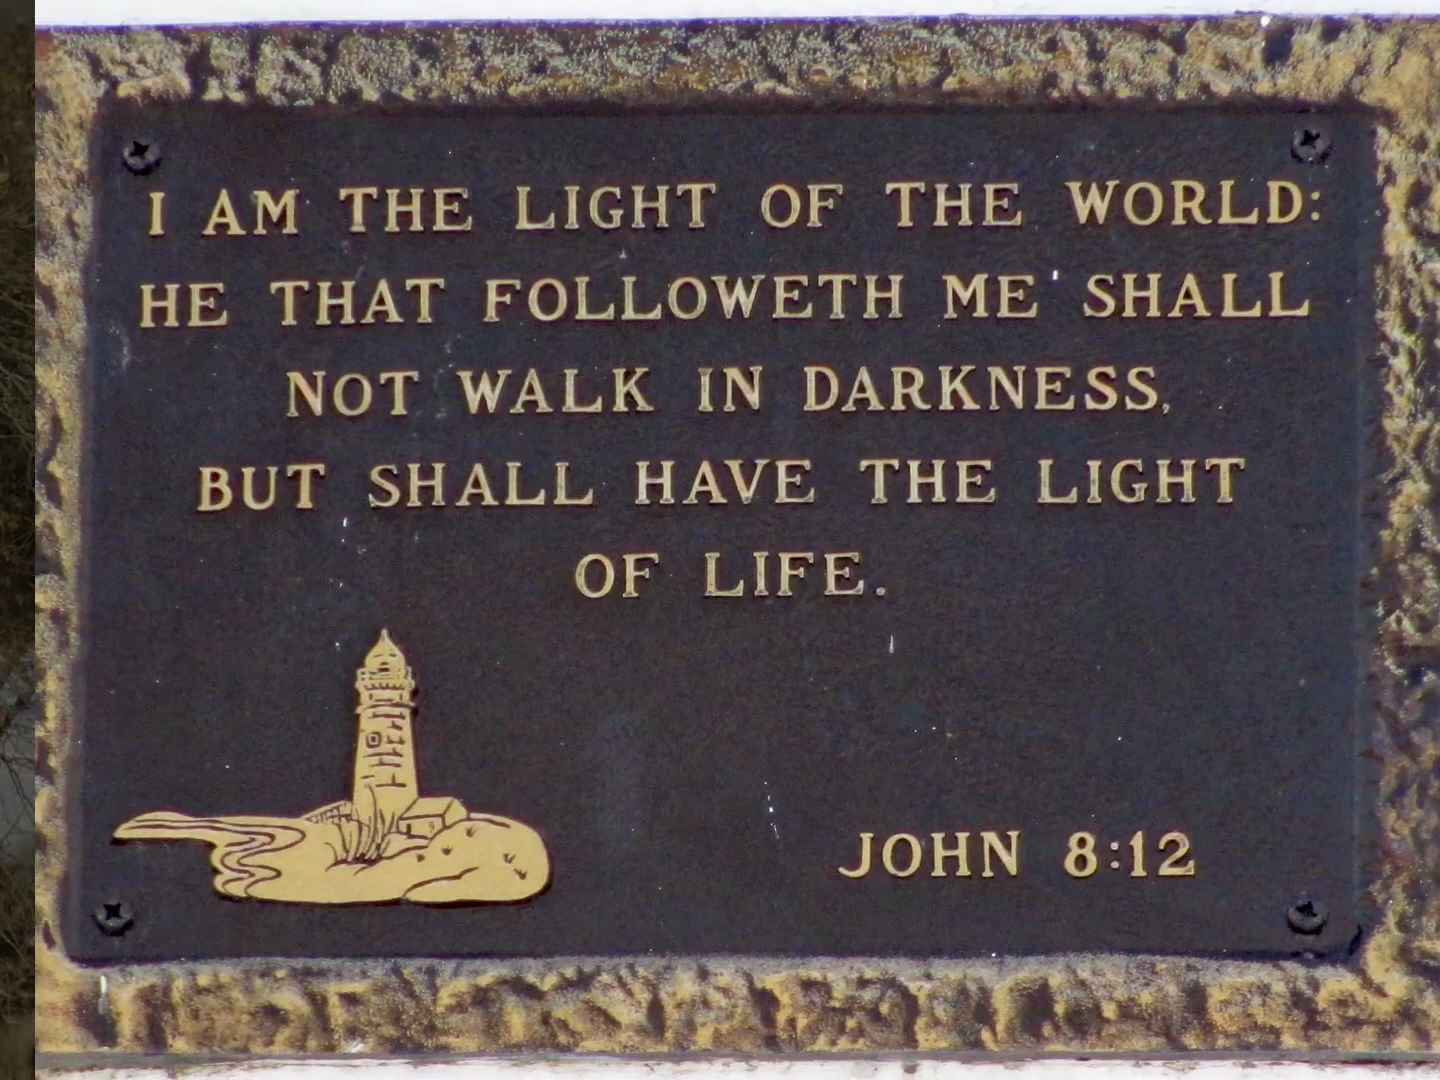 I AM THE LIGHT OF THE WORLD:
HE THAT FOLLOWETH ME SHALL
NOT WALK IN DARKNESS,
BUT SHALL HAVE THE LIGHT
OF LIFE.
JOHN 8:12